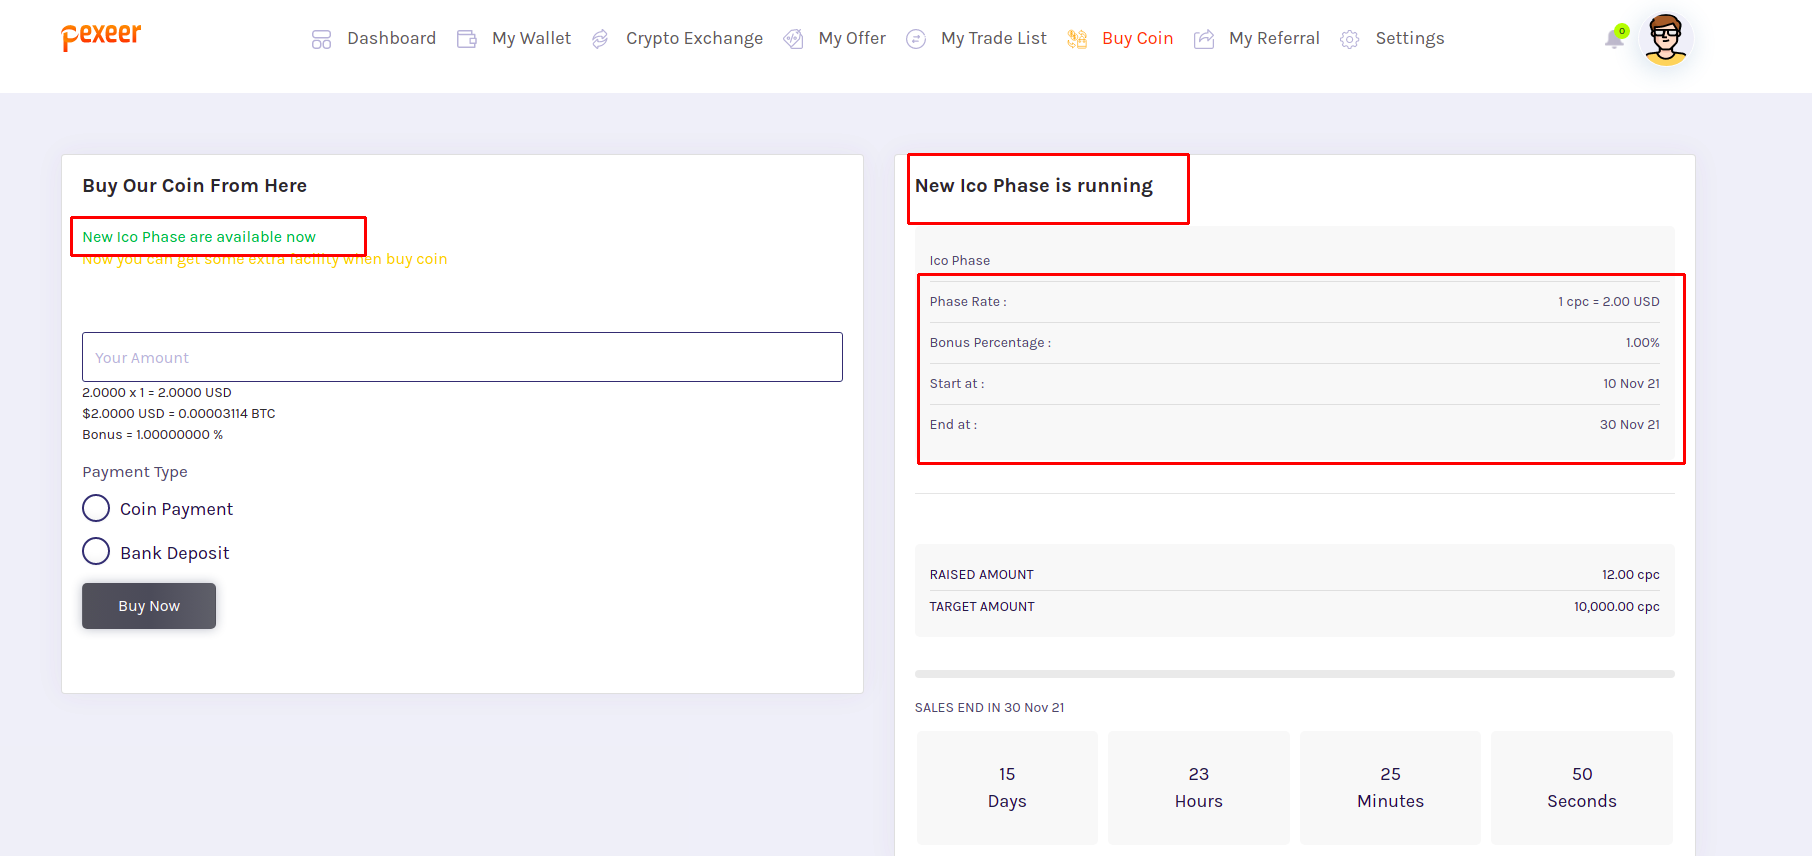 pexeer
Dashboard
My Wallet
Crypto Exchange
My Offer
My Trade List
Buy Coin
My Referral
Settings
0
Buy Our Coin From Here
New Ico Phase are available now
Now you can get some extra facility when buy coin
Your Amount
2.0000 x 1 = 2.0000 USD
$2.0000 USD = 0.00003114 BTC
Bonus = 1.00000000 %
Payment Type
Coin Payment
Bank Deposit
Buy Now
New Ico Phase is running
Ico Phase
Phase Rate : 1 cpc = 2.00 USD
Bonus Percentage : 1.00%
Start at : 10 Nov 21
End at : 30 Nov 21
RAISED AMOUNT 12.00 cpc
TARGET AMOUNT 10,000.00 cpc
SALES END IN 30 Nov 21
15 23 25 50
Days Hours Minutes Seconds